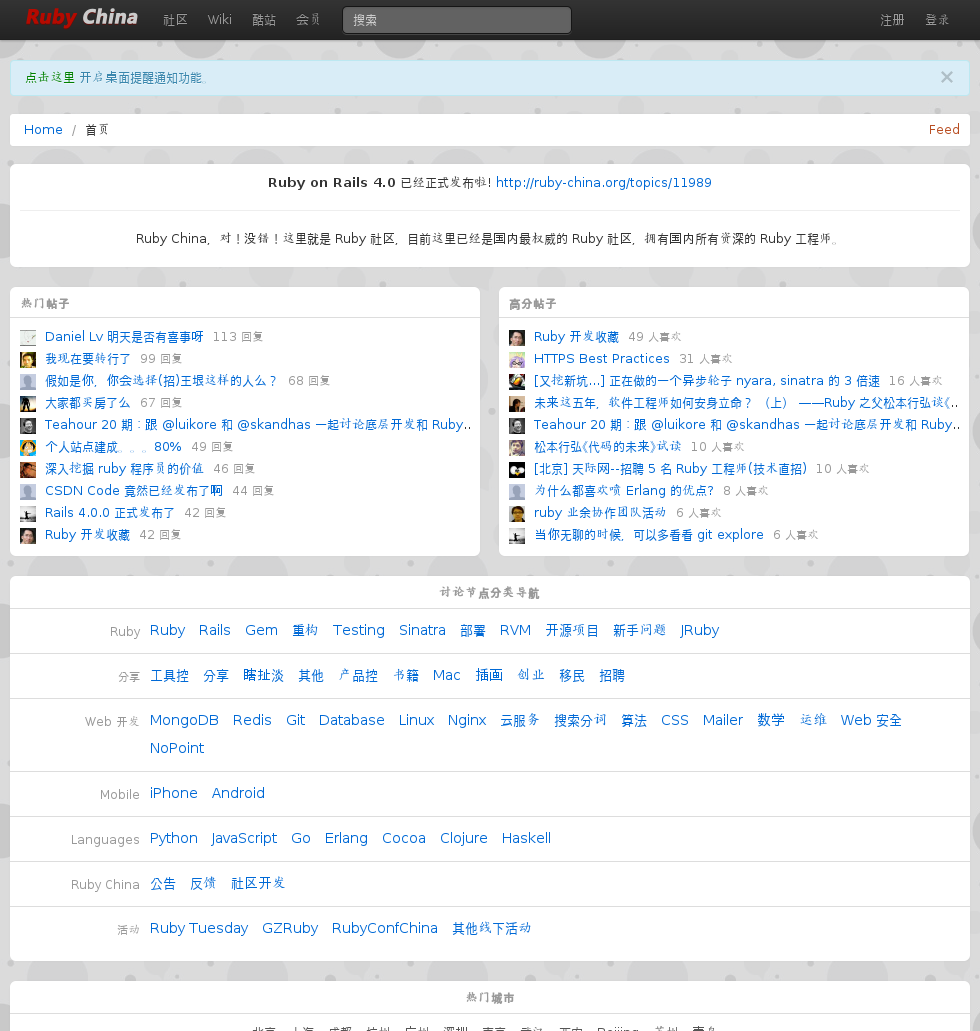 Ruby China 社区 Wiki 酷站 会员 搜索 注册 登录
点击这里 开启桌面提醒通知功能。 ×
Home / 首页 Feed
Ruby on Rails 4.0 已经正式发布啦! http://ruby-china.org/topics/11989
Ruby China，对！没错！这里就是 Ruby 社区，目前这里已经是国内最权威的 Ruby 社区，拥有国内所有资深的 Ruby 工程师。
热门帖子
Daniel Lv 明天是否有喜事呀 113 回复
我现在要转行了 99 回复
假如是你，你会选择(招)王垠这样的人么？ 68 回复
大家都买房了么 67 回复
Teahour 20 期：跟 @luikore 和 @skandhas 一起讨论底层开发和 Ruby..
个人站点建成。。。。80% 49 回复
深入挖掘 ruby 程序员的价值 46 回复
CSDN Code 竟然已经发布了啊 44 回复
Rails 4.0.0 正式发布了 42 回复
Ruby 开发收藏 42 回复
高分帖子
Ruby 开发收藏 49 人喜欢
HTTPS Best Practices 31 人喜欢
[又挖新坑...] 正在做的一个异步轮子 nyara, sinatra 的 3 倍速 16 人喜欢
未来这五年，软件工程师如何安身立命？（上） ——Ruby 之父松本行弘谈《..
Teahour 20 期：跟 @luikore 和 @skandhas 一起讨论底层开发和 Ruby..
松本行弘《代码的未来》试读 10 人喜欢
[北京] 天际网--招聘 5 名 Ruby 工程师(技术直招) 10 人喜欢
为什么都喜欢喷 Erlang 的优点? 8 人喜欢
ruby 业余协作团队活动 6 人喜欢
当你无聊的时候，可以多看看 git explore 6 人喜欢
讨论节点分类导航
Ruby Ruby Rails Gem 重构 Testing Sinatra 部署 RVM 开源项目 新手问题 JRuby
分享 工具控 分享 瞎扯淡 其他 产品控 书籍 Mac 插画 创业 移民 招聘
Web 开发 MongoDB Redis Git Database Linux Nginx 云服务 搜索分词 算法 CSS Mailer 数学 运维 Web 安全
NoPoint
Mobile iPhone Android
Languages Python JavaScript Go Erlang Cocoa Clojure Haskell
Ruby China 公告 反馈 社区开发
活动 Ruby Tuesday GZRuby RubyConfChina 其他线下活动
热门城市
北京 上海 成都 杭州 广州 深圳 南京 武汉 西安 Beijing 苏州 青岛